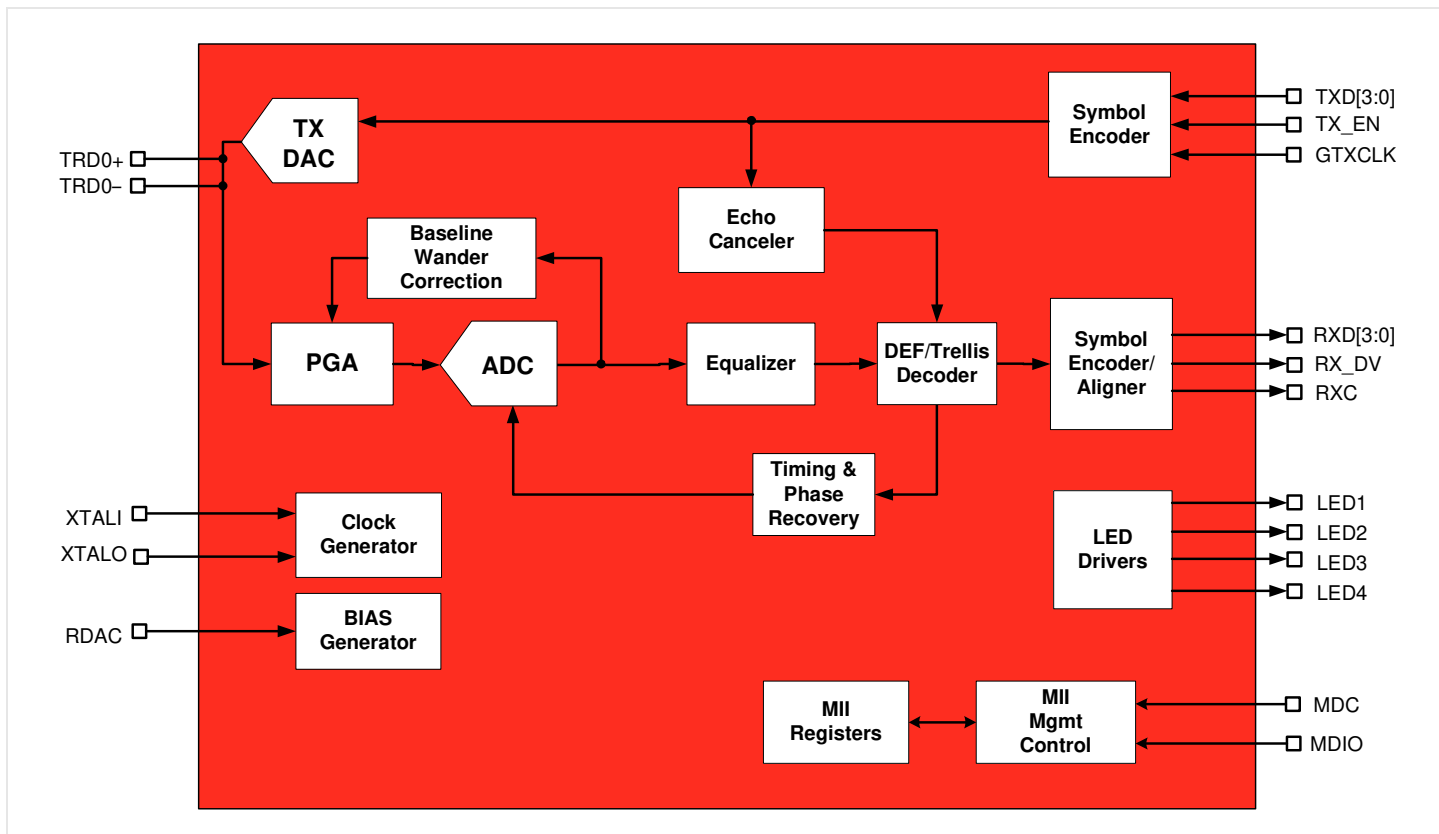 TX
DAC
Symbol
Encoder
TXD[3:0]
TX_EN
GTXCLK
TRD0+
TRD0–
Echo
Canceler
Baseline
Wander
Correction
PGA
ADC
Equalizer
DEF/Trellis
Decoder
Symbol
Encoder/
Aligner
RXD[3:0]
RX_DV
RXC
Timing &
Phase
Recovery
XTALI
XTALO
Clock
Generator
LED
Drivers
LED1
LED2
LED3
LED4
RDAC
BIAS
Generator
MII
Registers
MII
Mgmt
Control
MDC
MDIO